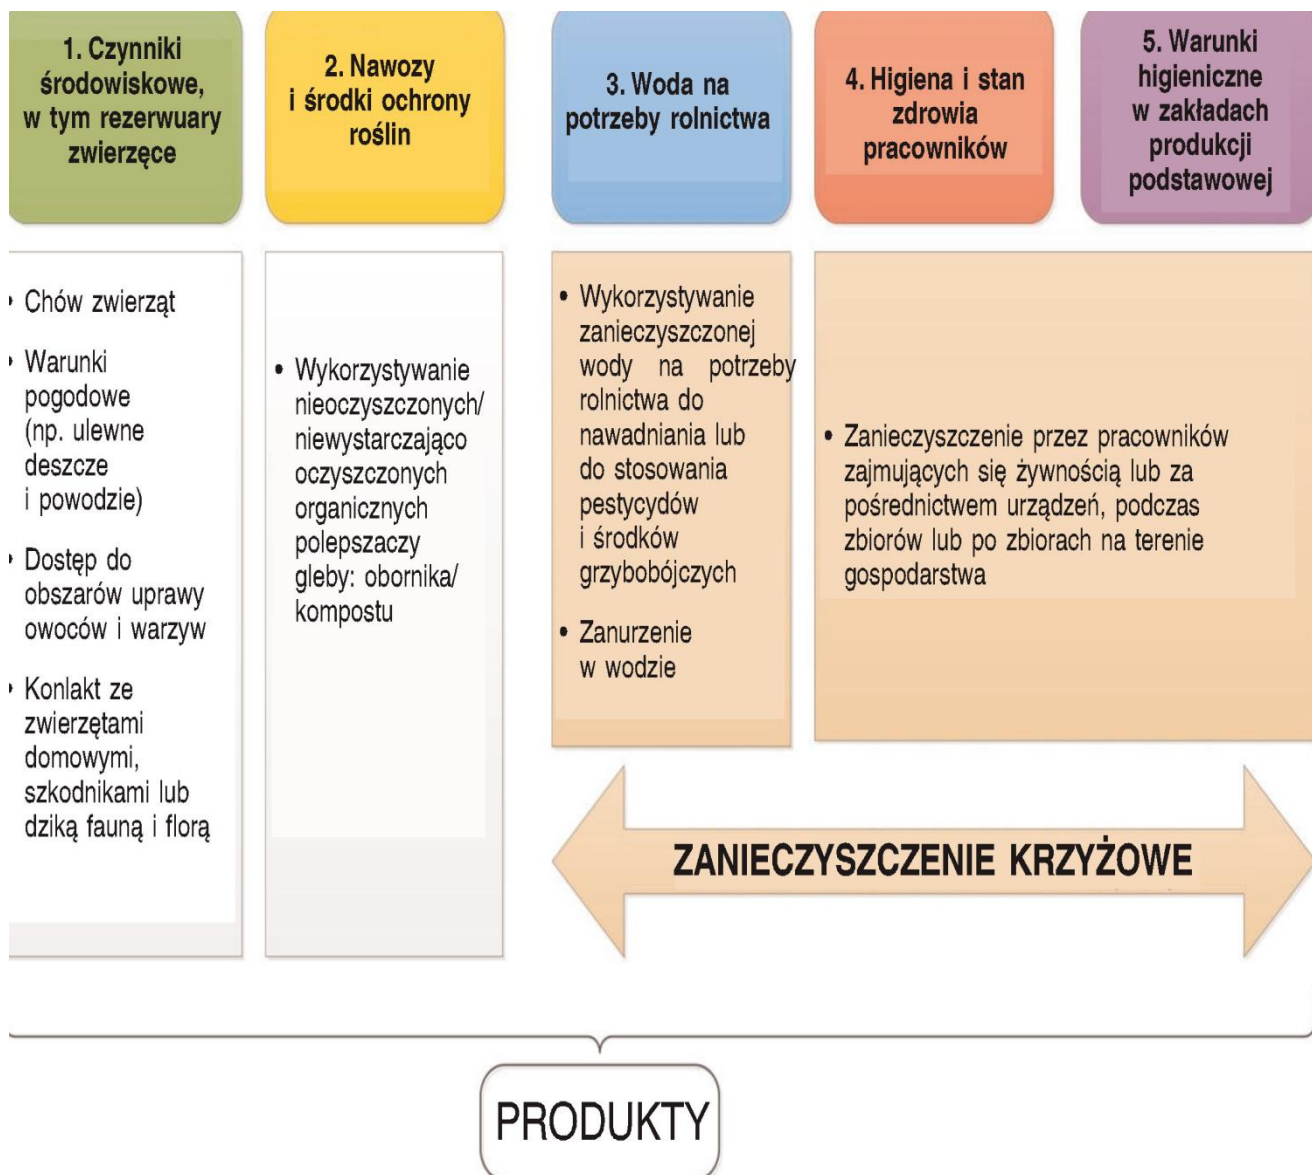 1. Czynniki
środowiskowe,
w tym rezerwuary
zwierzęce
2. Nawozy
i środki ochrony
roślin
3. Woda na
potrzeby rolnictwa
4. Higiena i stan
zdrowia
pracowników
5. Warunki
higieniczne
w zakładach
produkcji
podstawowej
• Chów zwierząt
• Warunki
pogodowe
(np. ulewne
deszcze
i powodzie)
• Dostęp do
obszarów uprawy
owoców i warzyw
• Konlakt ze
zwierzętami
domowymi,
szkodnikami lub
dziką fauną i florą
• Wykorzystywanie
nieoczyszczonych/
niewystarczająco
oczyszczonych
organicznych
polepszaczy
gleby: obornika/
kompostu
• Wykorzystywanie
zanieczyszczonej
wody na potrzeby
rolnictwa do
nawadniania lub
do stosowania
pestycydów
i środków
grzybobójczych
• Zanurzenie
w wodzie
• Zanieczyszczenie przez pracowników
zajmujących się żywnością lub za
pośrednictwem urządzeń, podczas
zbiorów lub po zbiorach na terenie
gospodarstwa
ZANIECZYSZCZENIE KRZYŻOWE
PRODUKTY